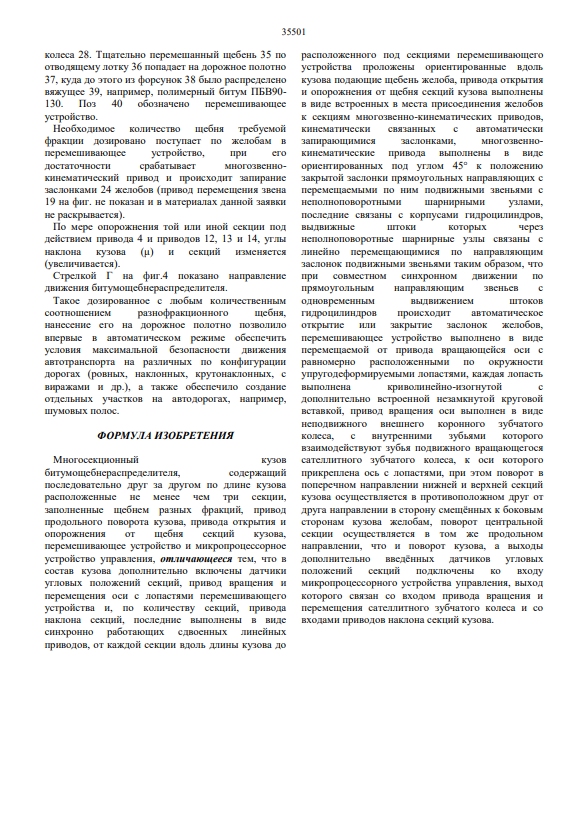 35501
колеса 28. Тщательно перемешанный щебень 35 по
отводящему лотку 36 попадает на дорожное полотно
37, куда до этого из форсунок 38 было распределено
вяжущее 39, например, полимерный битум ПБВ90-
130. Поз 40 обозначено перемешивающее
устройство.
Необходимое количество щебня требуемой
фракции дозировано поступает по желобам в
перемешивающее устройство, при его
достаточности срабатывает многозвенно-
кинематический привод и происходит запирание
заслонками 24 желобов (привод перемещения звена
19 на фиг. не показан и в материалах данной заявки
не раскрывается).
По мере опорожнения той или иной секции под
действием привода 4 и приводов 12, 13 и 14, углы
наклона кузова (μ) и секций изменяется
(увеличивается).
Стрелкой Г на фиг.4 показано направление
движения битумощебнераспределителя.
Такое дозированное с любым количественным
соотношением разнофракционного щебня,
нанесение его на дорожное полотно позволило
впервые в автоматическом режиме обеспечить
условия максимальной безопасности движения
автотранспорта на различных по конфигурации
дорогах (ровных, наклонных, крутонаклонных, с
виражами и др.), а также обеспечило создание
отдельных участков на автодорогах, например,
шумовых полос.
ФОРМУЛА ИЗОБРЕТЕНИЯ
Многосекционный кузов
битумощебнераспределителя, содержащий
последовательно друг за другом по длине кузова
расположенные не менее чем три секции,
заполненные щебнем разных фракций, привод
продольного поворота кузова, привода открытия и
опорожнения от щебня секций кузова,
перемешивающее устройство и микропроцессорное
устройство управления, отличающееся тем, что в
состав кузова дополнительно включены датчики
угловых положений секций, привод вращения и
перемещения оси с лопастями перемешивающего
устройства и, по количеству секций, привода
наклона секций, последние выполнены в виде
синхронно работающих сдвоенных линейных
приводов, от каждой секции вдоль длины кузова до
расположенного под секциями перемешивающего
устройства проложены ориентированные вдоль
кузова подающие щебень желоба, привода открытия
и опорожнения от щебня секций кузова выполнены
в виде встроенных в места присоединения желобов
к секциям многозвенно-кинематических приводов,
кинематически связанных с автоматически
запирающимися заслонками, многозвенно-
кинематические привода выполнены в виде
ориентированных под углом 45° к положению
закрытой заслонки прямоугольных направляющих с
перемещаемыми по ним подвижными звеньями с
неполноповоротными шарнирными узлами,
последние связаны с корпусами гидроцилиндров,
выдвижные штоки которых через
неполноповоротные шарнирные узлы связаны с
линейно перемещающимися по направляющим
заслонок подвижными звеньями таким образом, что
при совместном синхронном движении по
прямоугольным направляющим звеньев с
одновременным выдвижением штоков
гидроцилиндров происходит автоматическое
открытие или закрытие заслонок желобов,
перемешивающее устройство выполнено в виде
перемещаемой от привода вращающейся оси с
равномерно расположенными по окружности
упругодеформируемыми лопастями, каждая лопасть
выполнена криволинейно-изогнутой с
дополнительно встроенной незамкнутой круговой
вставкой, привод вращения оси выполнен в виде
неподвижного внешнего коронного зубчатого
колеса, с внутренними зубьями которого
взаимодействуют зубья подвижного вращающегося
сателлитного зубчатого колеса, к оси которого
прикреплена ось с лопастями, при этом поворот в
поперечном направлении нижней и верхней секций
кузова осуществляется в противоположном друг от
друга направлении в сторону смещённых к боковым
сторонам кузова желобам, поворот центральной
секции осуществляется в том же продольном
направлении, что и поворот кузова, а выходы
дополнительно введённых датчиков угловых
положений секций подключены ко входу
микропроцессорного устройства управления, выход
которого связан со входом привода вращения и
перемещения сателлитного зубчатого колеса и со
входами приводов наклона секций кузова.